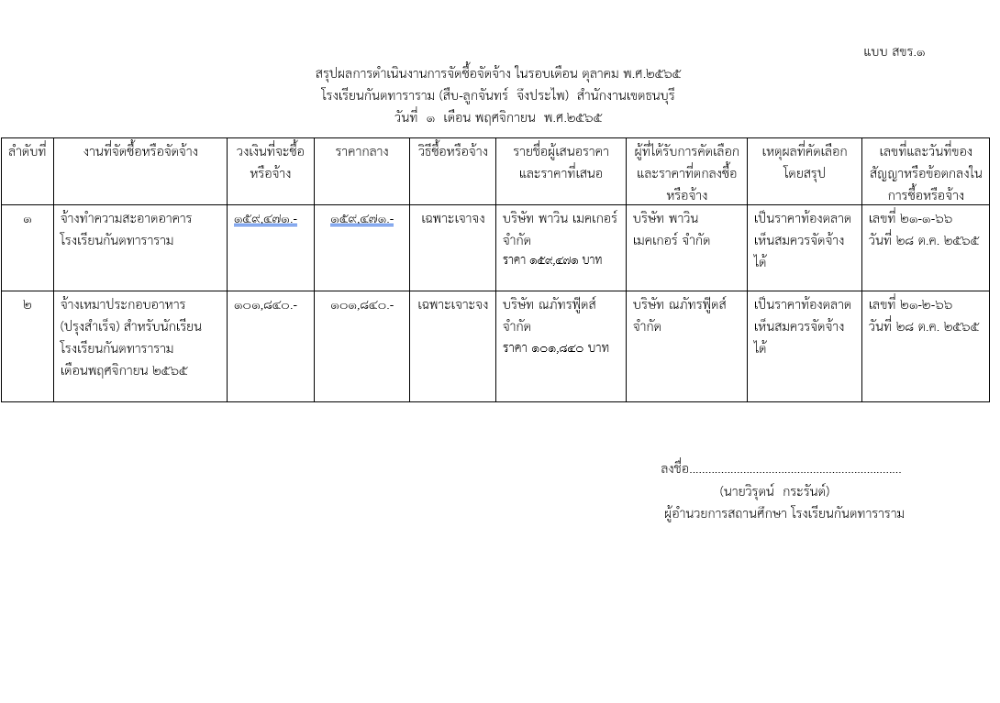 แบบ สขร.๑
สรุปผลการดำเนินงานการจัดซื้อจัดจ้าง ในรอบเดือน ตุลาคม พ.ศ.๒๕๖๕
โรงเรียนกันตทาราราม (สืบ-ลูกจันทร์ จึงประไพ) สำนักงานเขตธนบุรี
วันที่ ๑ เดือน พฤศจิกายน พ.ศ.๒๕๖๕
ลำดับที่
งานที่จัดซื้อหรือจัดจ้าง
วงเงินที่จะซื้อ
หรือจ้าง
ราคากลาง
วิธีซื้อหรือจ้าง
รายชื่อผู้เสนอราคา
และราคาที่เสนอ
ผู้ที่ได้รับการคัดเลือก
และราคาที่ตกลงซื้อ
หรือจ้าง
เหตุผลที่คัดเลือก
โดยสรุป
เลขที่และวันที่ของ
สัญญาหรือข้อตกลงใน
การซื้อหรือจ้าง
๑
จ้างทำความสะอาดอาคาร
โรงเรียนกันตทาราราม
๑๕๙,๔๗๑.-
๑๕๙,๔๗๑.-
เฉพาะเจาจง
บริษัท พาวิน เมคเกอร์
จำกัด
ราคา ๑๕๙,๔๗๑ บาท
บริษัท พาวิน
เมคเกอร์ จำกัด
เป็นราคาท้องตลาด
เห็นสมควรจัดจ้าง
ได้
เลขที่ ๒๑-๑-๖๖
วันที่ ๒๘ ต.ค. ๒๕๖๕
๒
จ้างเหมาประกอบอาหาร
(ปรุงสำเร็จ) สำหรับนักเรียน
โรงเรียนกันตทาราราม
เดือนพฤศจิกายน ๒๕๖๕
๑๐๑,๘๔๐.-
๑๐๑,๘๔๐.-
เฉพาะเจาะจง
บริษัท ณภัทรฟู๊ดส์
จำกัด
ราคา ๑๐๑,๘๔๐ บาท
บริษัท ณภัทรฟู๊ดส์
จำกัด
เป็นราคาท้องตลาด
เห็นสมควรจัดจ้าง
ได้
เลขที่ ๒๑-๒-๖๖
วันที่ ๒๘ ต.ค. ๒๕๖๕
ลงชื่อ..................................................................
(นายวิรุตน์ กระรันต์)
ผู้อำนวยการสถานศึกษา โรงเรียนกันตทาราราม